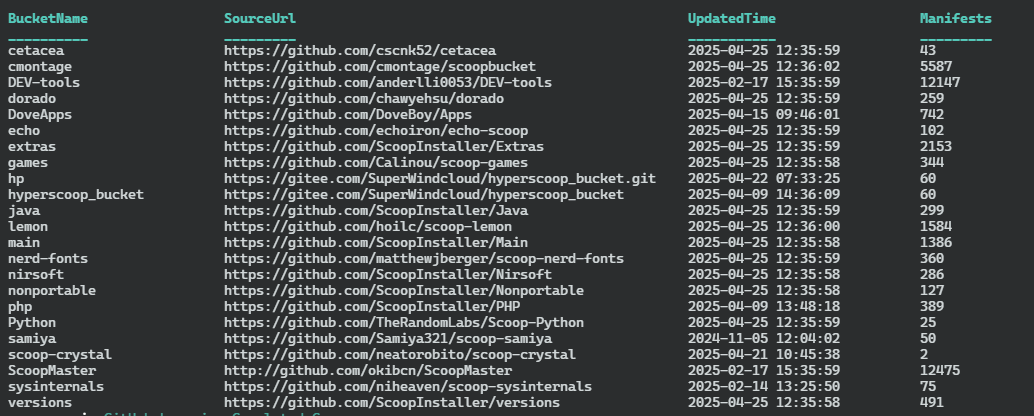 BucketName SourceUrl UpdatedTime Manifests
__________ _________ ___________ _________
cetacea https://github.com/cscnk52/cetacea 2025-04-25 12:35:59 43
cmontage https://github.com/cmontage/scoopbucket 2025-04-25 12:36:02 5587
DEV-tools https://github.com/anderlli0053/DEV-tools 2025-02-17 15:35:59 12147
dorado https://github.com/chawyehsu/dorado 2025-04-25 12:35:59 259
DoveApps https://github.com/DoveBoy/Apps 2025-04-15 09:46:01 742
echo https://github.com/echoiron/echo-scoop 2025-04-25 12:35:59 102
extras https://github.com/ScoopInstaller/Extras 2025-04-25 12:35:59 2153
games https://github.com/Calinou/scoop-games 2025-04-25 12:35:58 344
hp https://gitee.com/SuperWindcloud/hyperscoop_bucket.git 2025-04-22 07:33:25 60
hyperscoop_bucket https://gitee.com/SuperWindcloud/hyperscoop_bucket 2025-04-09 14:36:09 60
java https://github.com/ScoopInstaller/Java 2025-04-25 12:35:59 299
lemon https://github.com/hoilc/scoop-lemon 2025-04-25 12:36:00 1584
main https://github.com/ScoopInstaller/Main 2025-04-25 12:35:58 1386
nerd-fonts https://github.com/matthewjberger/scoop-nerd-fonts 2025-04-25 12:35:59 360
nirsoft https://github.com/ScoopInstaller/Nirsoft 2025-04-25 12:35:58 286
nonportable https://github.com/ScoopInstaller/Nonportable 2025-04-25 12:35:58 127
php https://github.com/ScoopInstaller/PHP 2025-04-09 13:48:18 389
Python https://github.com/TheRandomLabs/Scoop-Python 2025-04-25 12:35:59 25
samiya https://github.com/Samiya321/scoop-samiya 2024-11-05 12:04:02 50
scoop-crystal https://github.com/neatorobito/scoop-crystal 2025-04-21 10:45:38 2
ScoopMaster http://github.com/okibcn/ScoopMaster 2025-02-17 15:35:59 12475
sysinternals https://github.com/niheaven/scoop-sysinternals 2025-02-14 13:25:50 75
versions https://github.com/ScoopInstaller/versions 2025-04-25 12:35:58 491